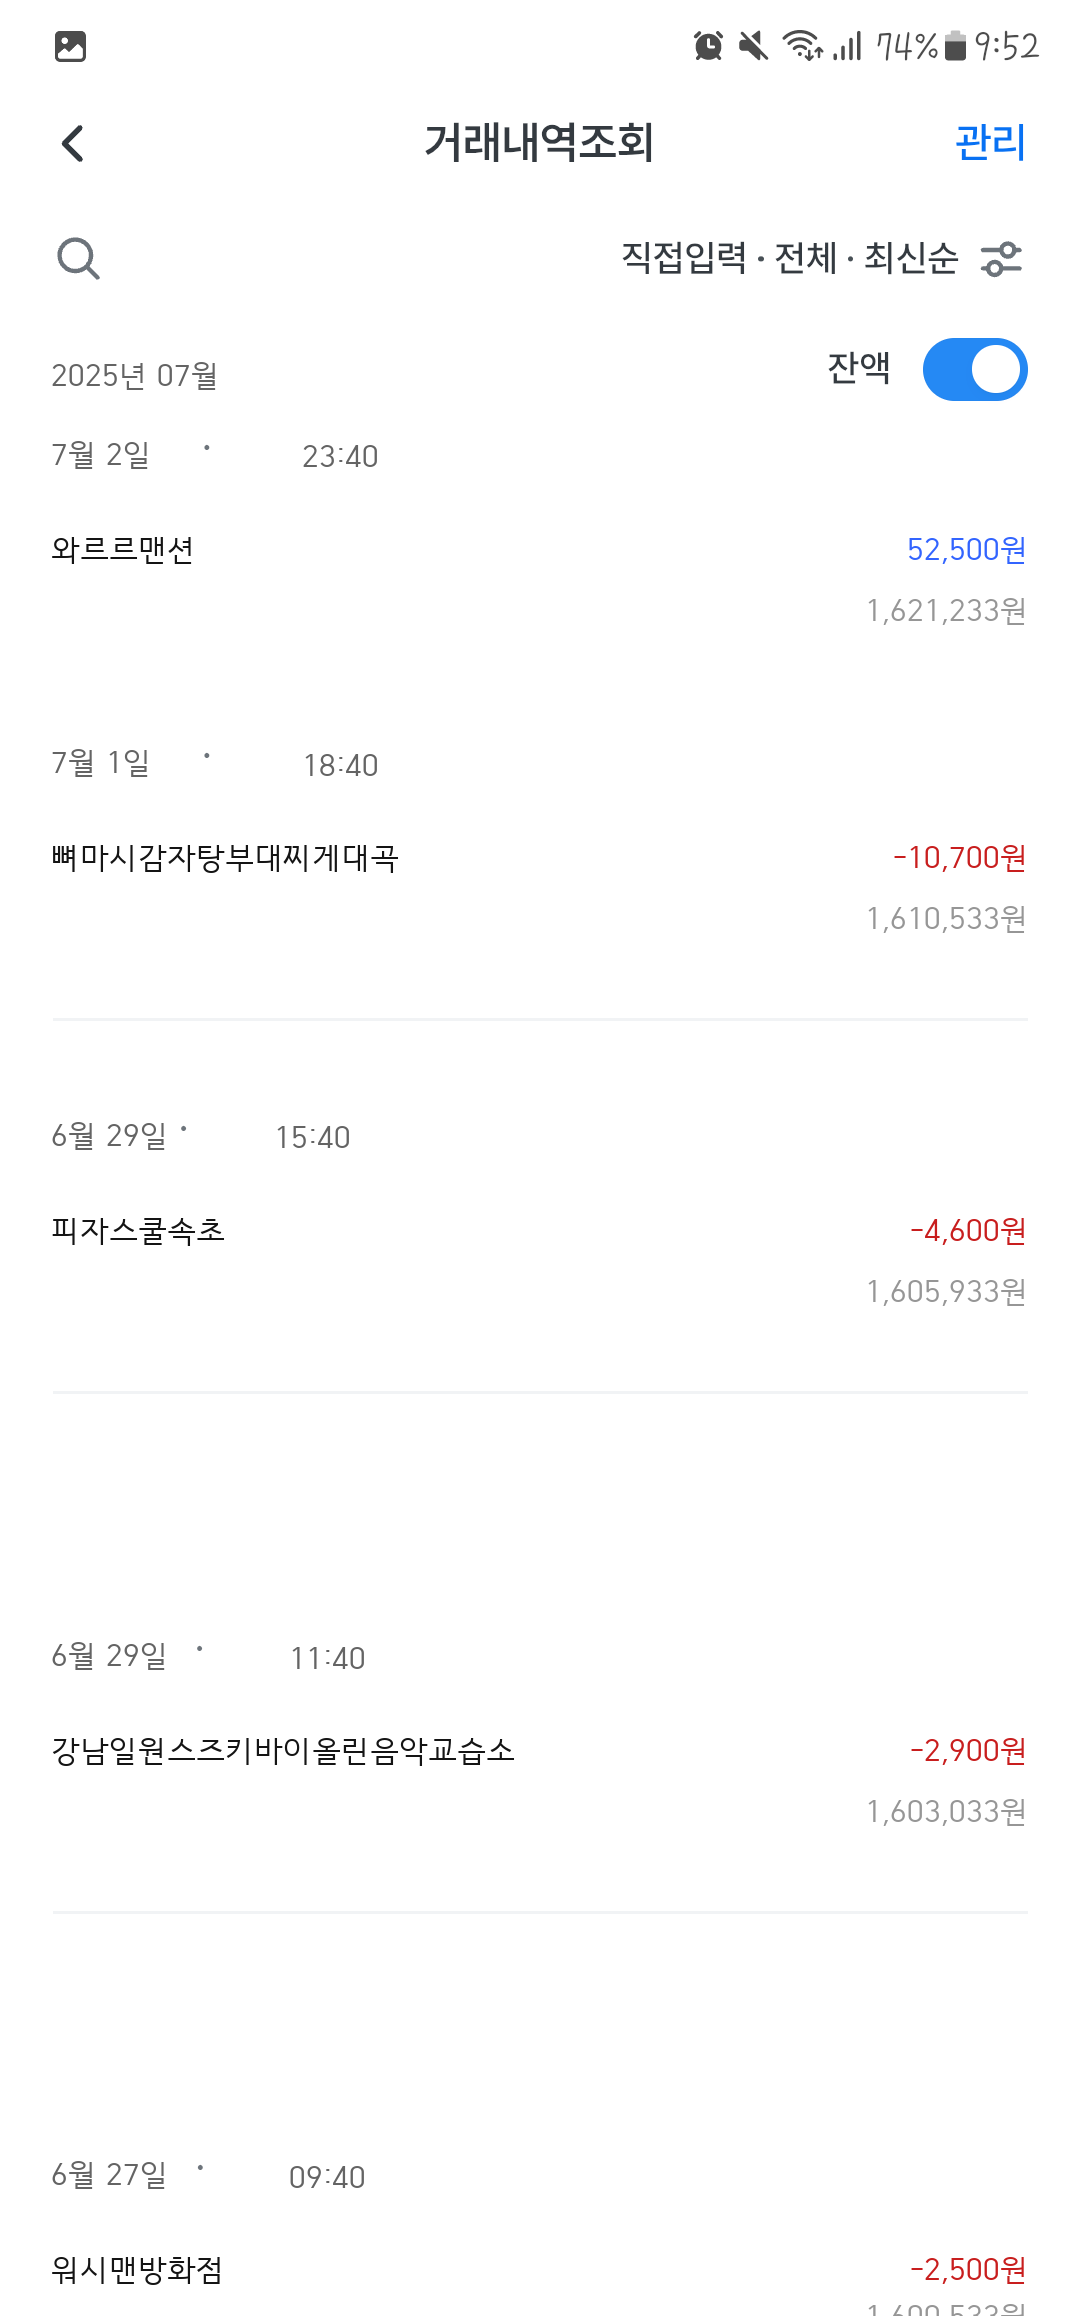 74% 9:52
거래내역조회 관리
직접입력 · 전체 · 최신순
2025년 07월 잔액
7월 2일 · 23:40
와르르맨션 52,500원
1,621,233원
7월 1일 · 18:40
뼈마시감자탕부대찌게대곡 -10,700원
1,610,533원
6월 29일 · 15:40
피자스쿨속초 -4,600원
1,605,933원
6월 29일 · 11:40
강남일원스즈키바이올린음악교습소 -2,900원
1,603,033원
6월 27일 · 09:40
워시맨방화점 -2,500원
1,600,533원